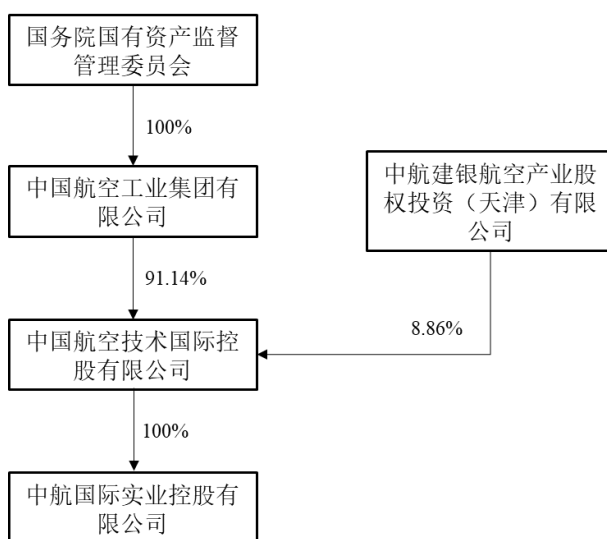 国务院国有资产监督
管理委员会
100%
中国航空工业集团有
限公司
中航建银航空产业股
权投资（天津）有限
公司
91.14%
8.86%
中国航空技术国际控
股有限公司
100%
中航国际实业控股有
限公司